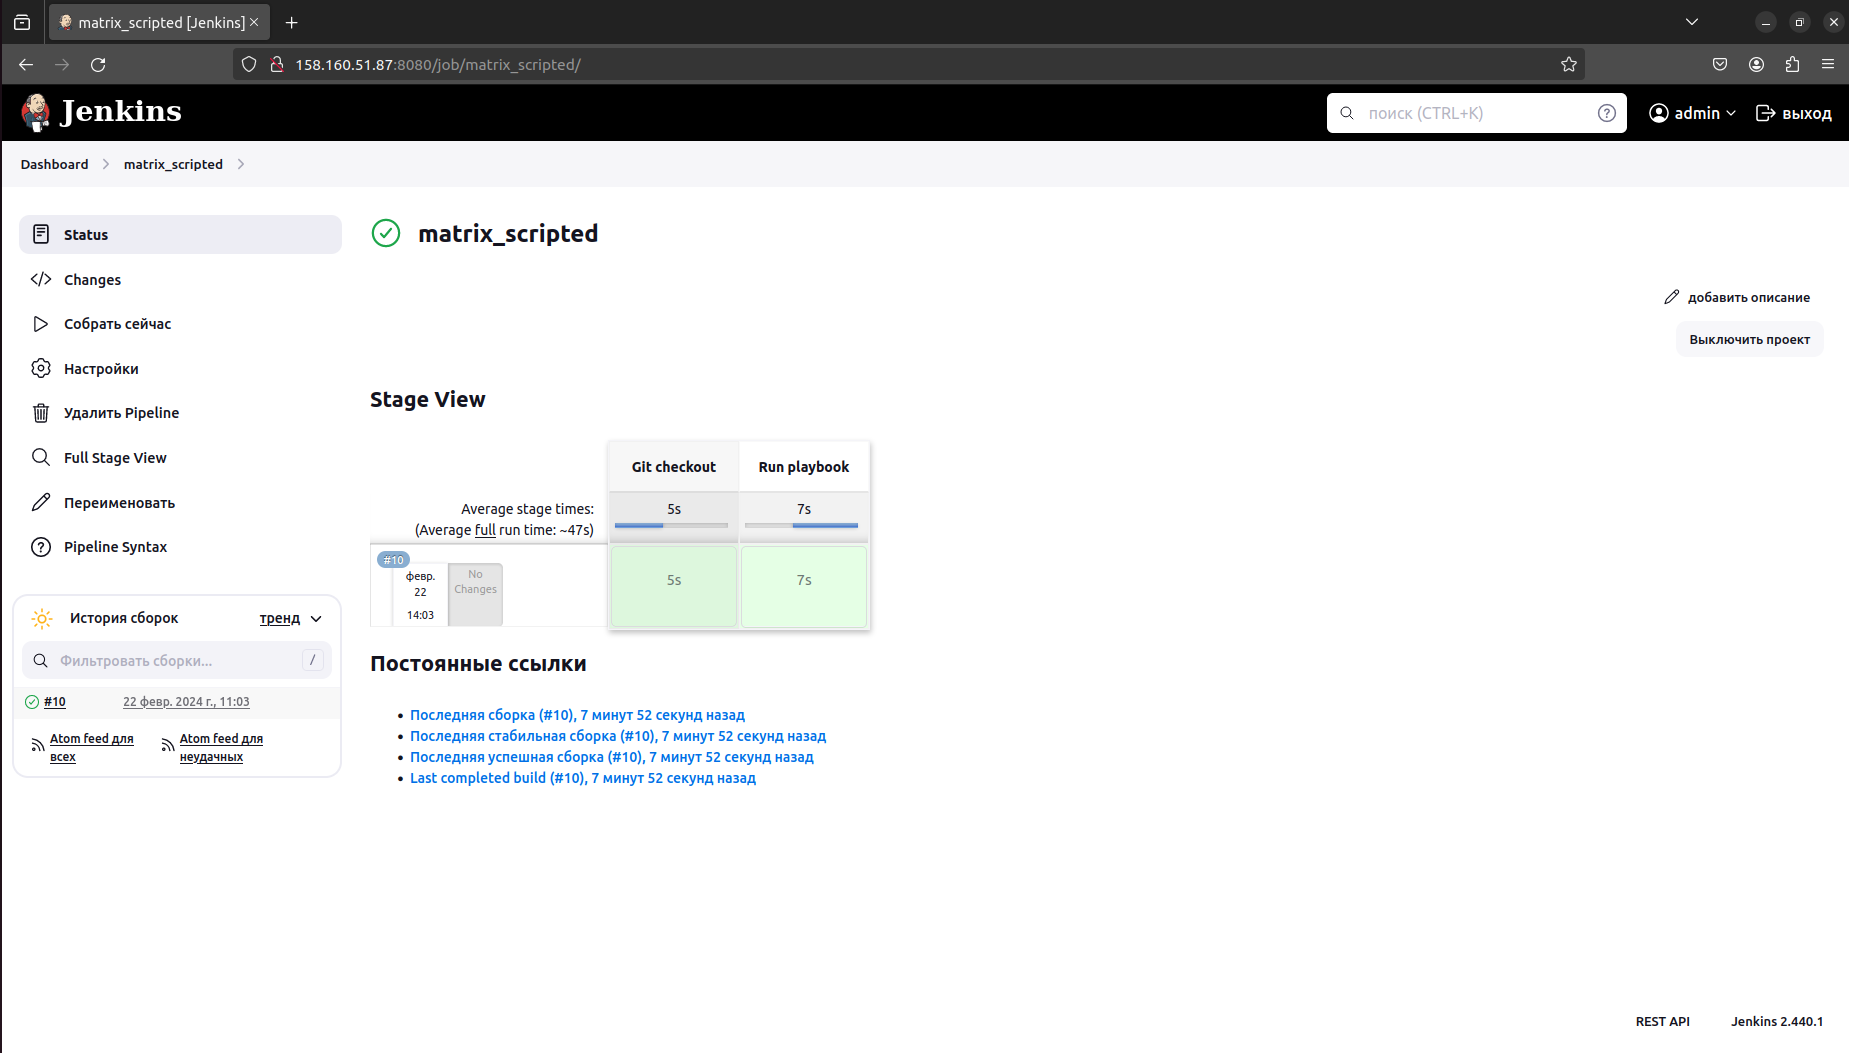 matrix_scripted [Jenkins]
158.160.51.87:8080/job/matrix_scripted/
Jenkins
поиск (CTRL+K)
?
admin
выход
Dashboard
matrix_scripted
Status
Changes
Собрать сейчас
Настройки
Удалить Pipeline
Full Stage View
Переименовать
Pipeline Syntax
История сборок
тренд
Фильтровать сборки...
/
#10
22 февр. 2024 г., 11:03
Atom feed для
всех
Atom feed для
неудачных
matrix_scripted
добавить описание
Выключить проект
Stage View
Git checkout
Run playbook
Average stage times:
(Average full run time: ~47s)
5s
7s
#10
февр.
22
14:03
No
Changes
5s
7s
Постоянные ссылки
Последняя сборка (#10), 7 минут 52 секунд назад
Последняя стабильная сборка (#10), 7 минут 52 секунд назад
Последняя успешная сборка (#10), 7 минут 52 секунд назад
Last completed build (#10), 7 минут 52 секунд назад
REST API
Jenkins 2.440.1